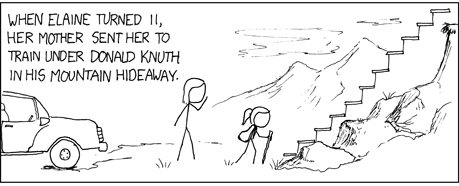 WHEN ELAINE TURNED 11,
HER MOTHER SENT HER TO
TRAIN UNDER DONALD KNUTH
IN HIS MOUNTAIN HIDEAWAY.